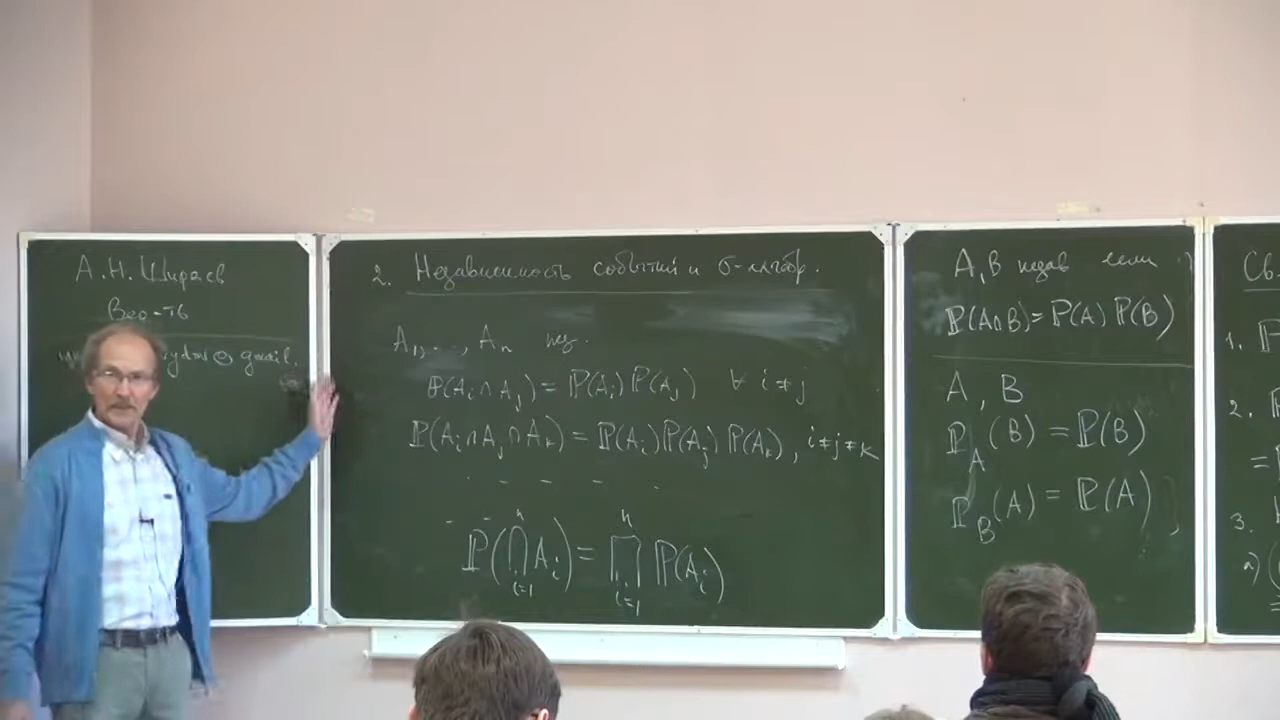 А.Н. Ширяев
Вер-ть
@ gmail.
2. Независимость событий и σ-алгебр.
A₁, ..., Aₙ нез.
ℙ(Aᵢ ∩ Aⱼ) = ℙ(Aᵢ) ℙ(Aⱼ) ∀ i ≠ j
ℙ(Aᵢ ∩ Aⱼ ∩ Aₖ) = ℙ(Aᵢ) ℙ(Aⱼ) ℙ(Aₖ), i ≠ j ≠ k
. - - - .
ℙ(⋂ᵢ₌₁ⁿ Aᵢ) = ∏ᵢ₌₁ⁿ ℙ(Aᵢ)
A, B незав если
ℙ(A∩B) = ℙ(A) ℙ(B)
A, B
ℙ_A(B) = ℙ(B)
ℙ_B(A) = ℙ(A)
Св.
1. ℙ
2.
=
3.
а)